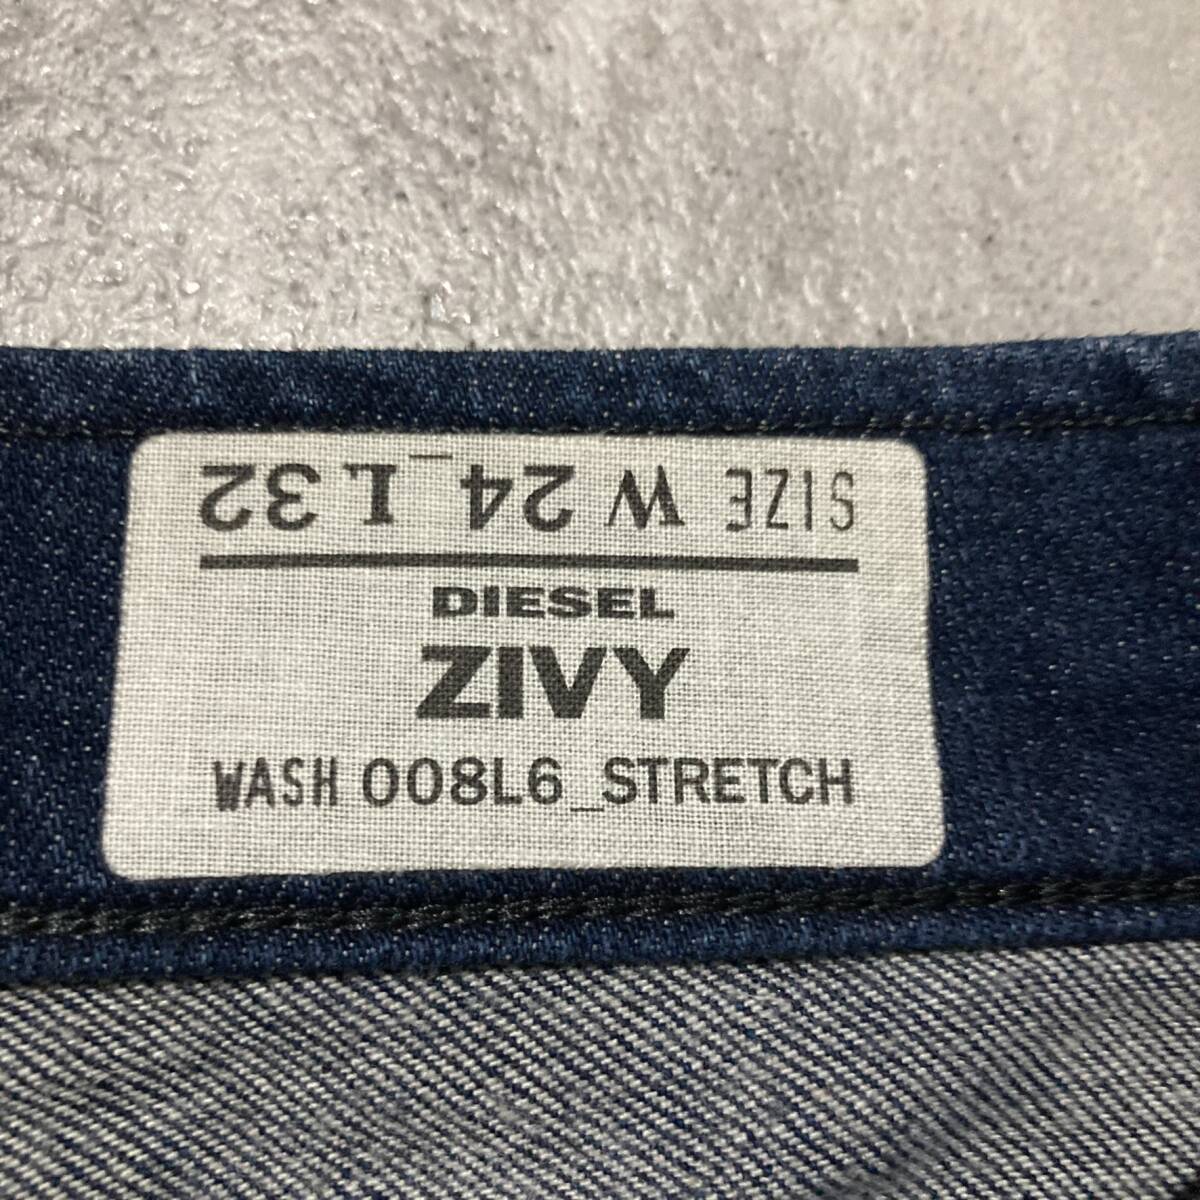 SIZE W 24_L 32
DIESEL
ZIVY
WASH 008L6_STRETCH